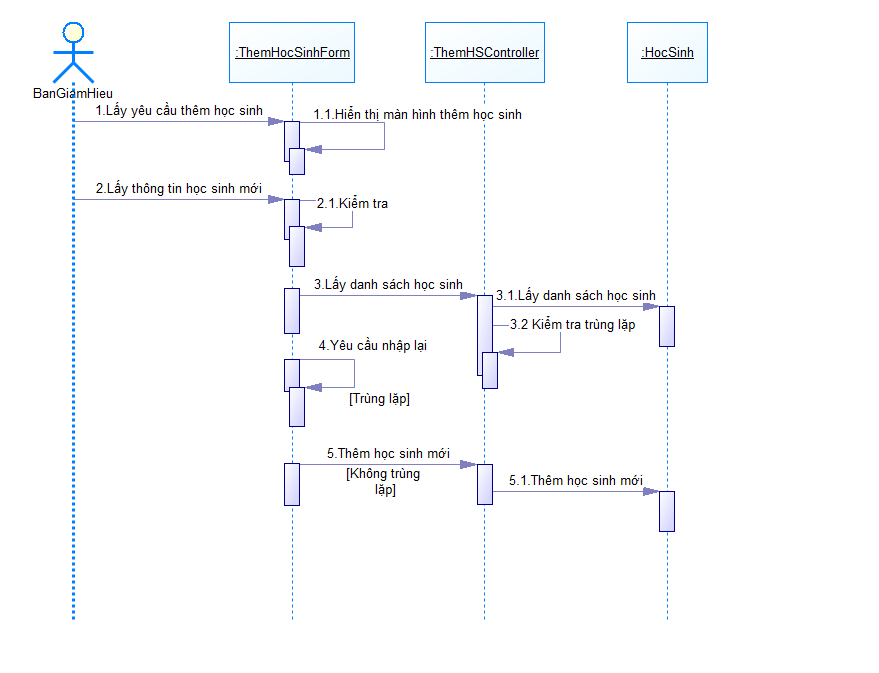 :ThemHocSinhForm
:ThemHSController
:HocSinh
BanGiamHieu
1.Lấy yêu cầu thêm học sinh
1.1.Hiển thị màn hình thêm học sinh
2.Lấy thông tin học sinh mới
2.1.Kiểm tra
3.Lấy danh sách học sinh
3.1.Lấy danh sách học sinh
3.2 Kiểm tra trùng lặp
4.Yêu cầu nhập lại
[Trùng lặp]
5.Thêm học sinh mới
[Không trùng
lặp]
5.1.Thêm học sinh mới